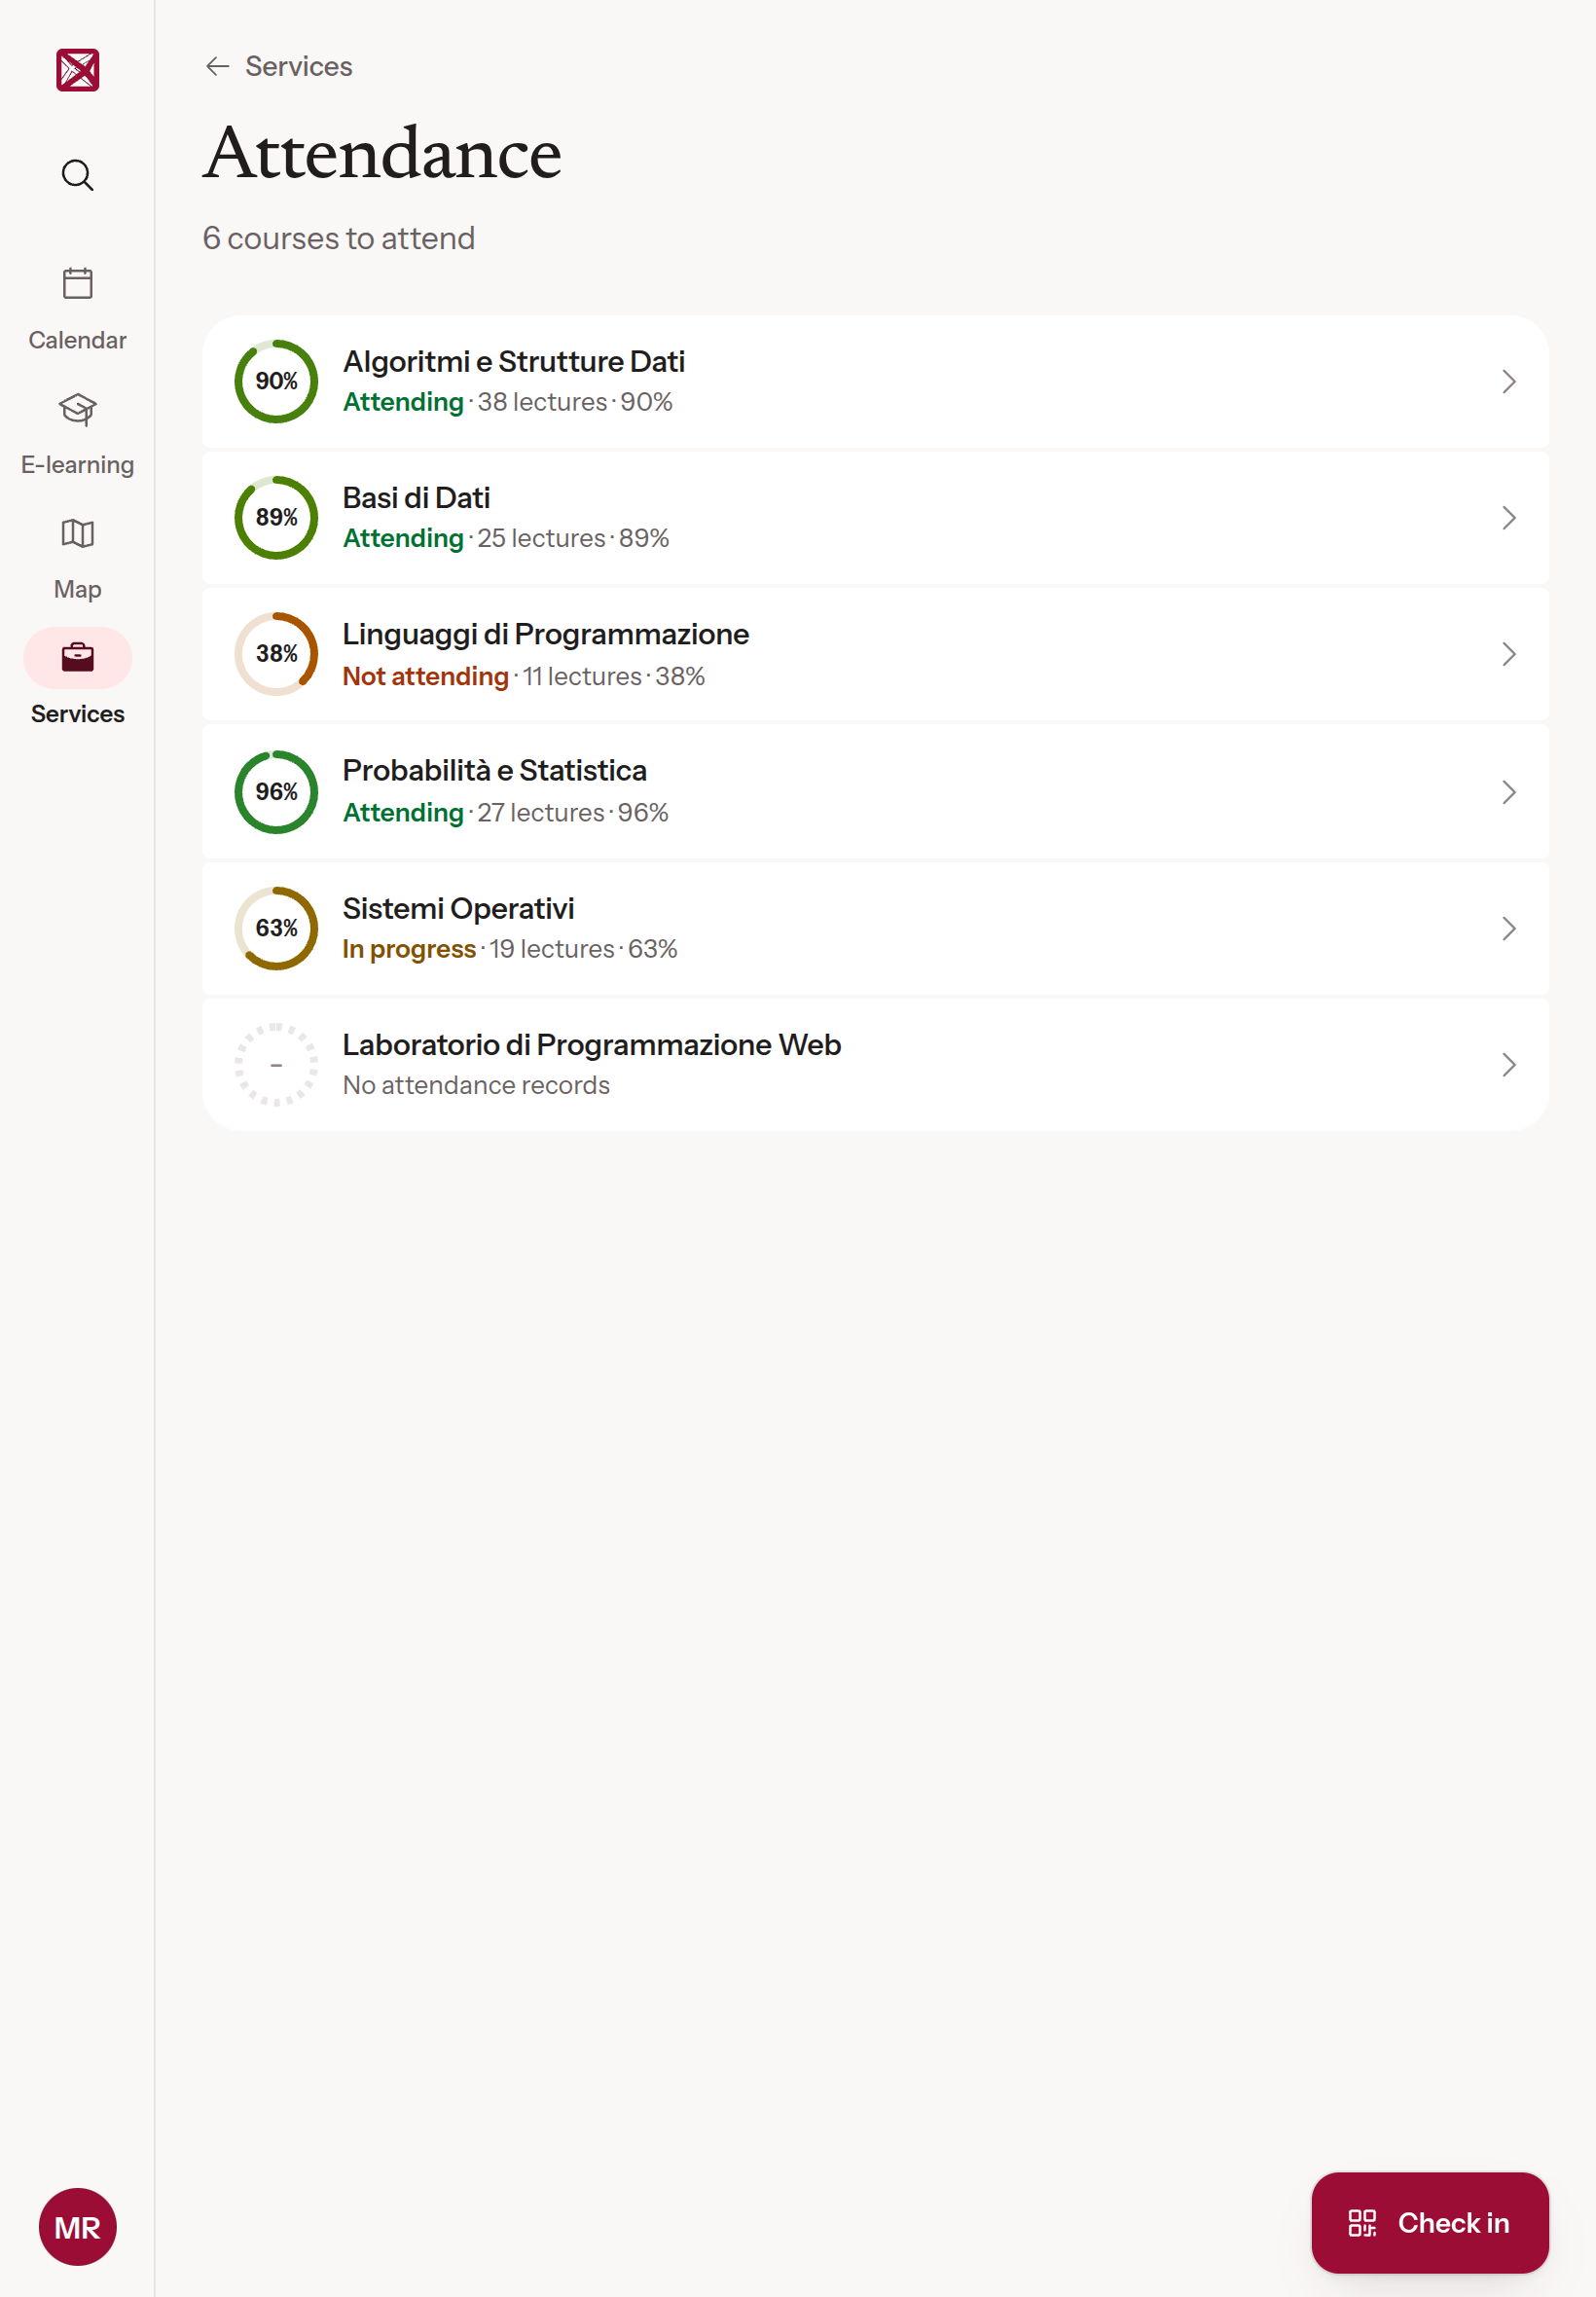 Services
Attendance
6 courses to attend
Calendar
E-learning
Map
Services
90%
Algoritmi e Strutture Dati
Attending · 38 lectures · 90%
89%
Basi di Dati
Attending · 25 lectures · 89%
38%
Linguaggi di Programmazione
Not attending · 11 lectures · 38%
96%
Probabilità e Statistica
Attending · 27 lectures · 96%
63%
Sistemi Operativi
In progress · 19 lectures · 63%
–
Laboratorio di Programmazione Web
No attendance records
MR
Check in